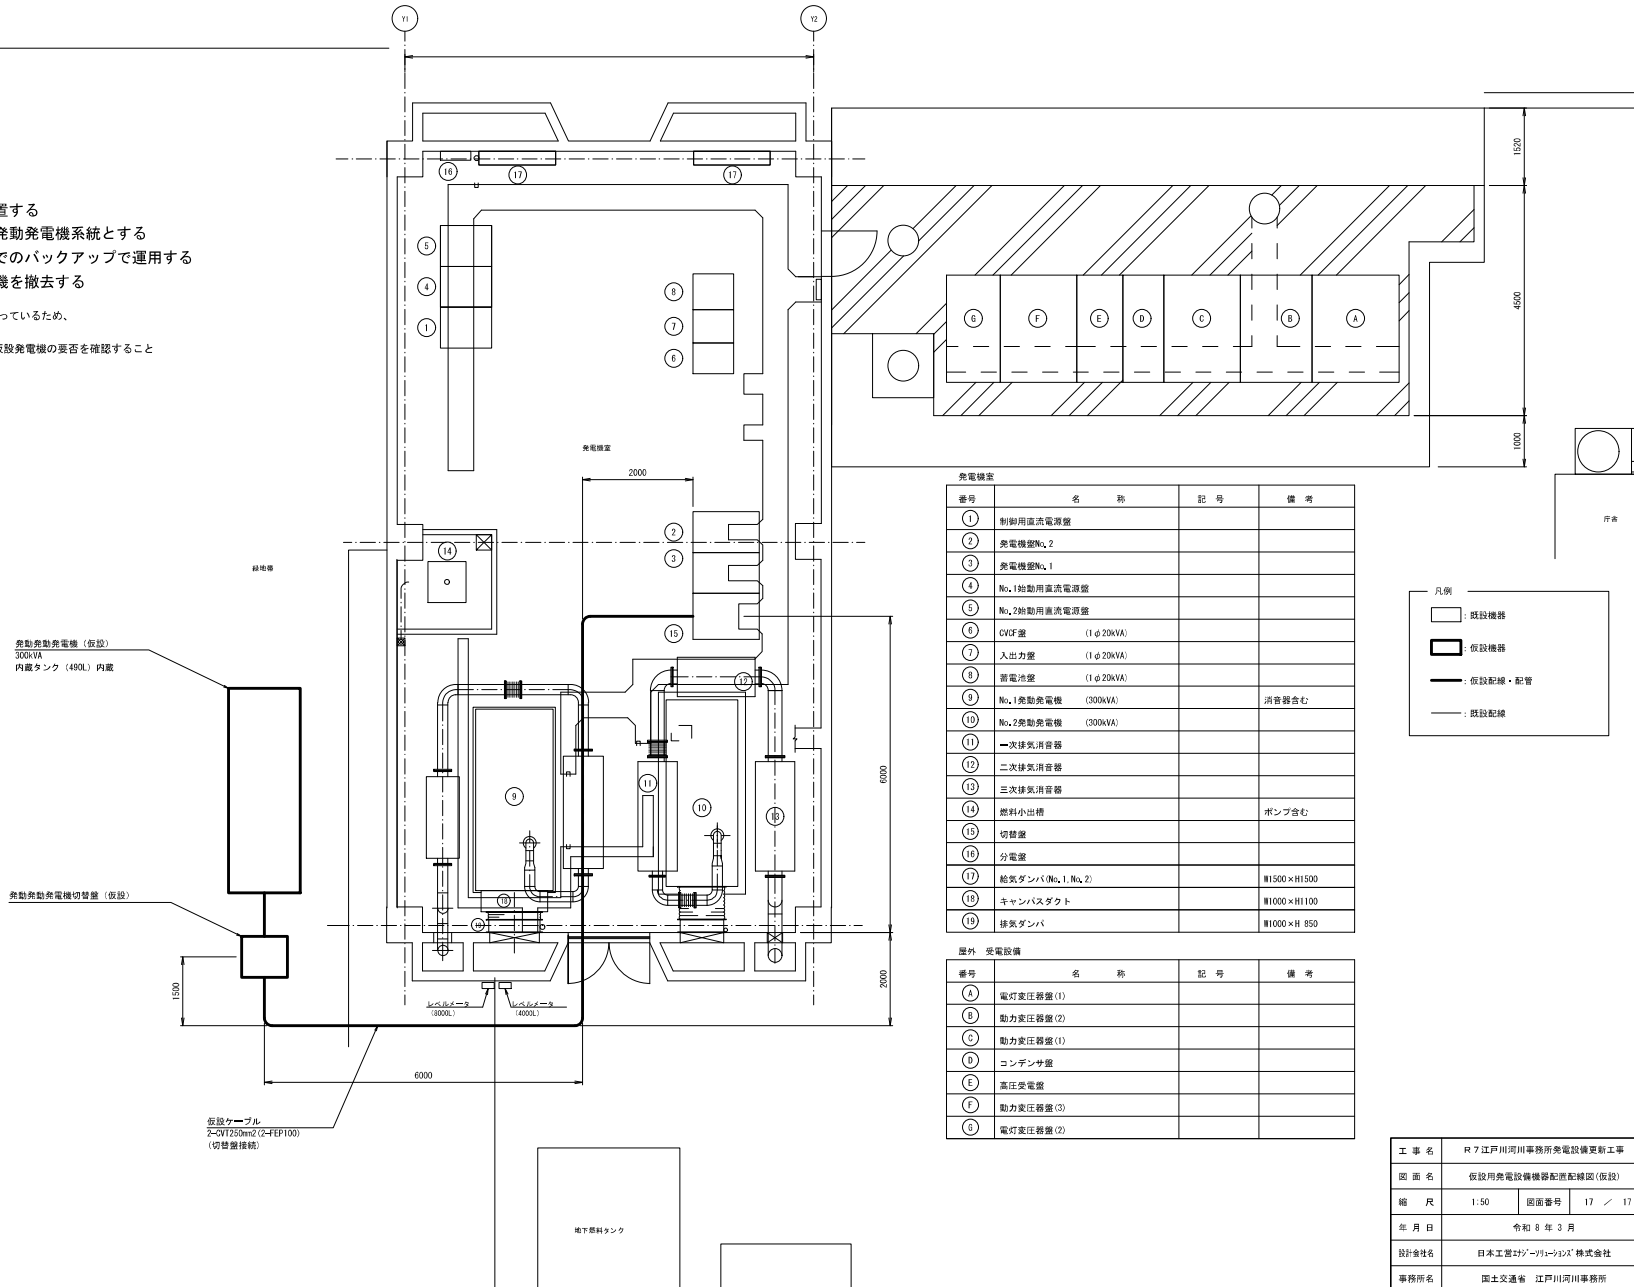 Y1
Y2
置する
発動発電機系統とする
でのバックアップで運用する
機を撤去する
っているため、
仮設発電機の要否を確認すること
16
17
17
5
4
1
8
7
6
発電機室
2000
2
3
14
15
緑地帯
12
9
11
10
13
18
19
6000
2000
発動発動発電機（仮設）
300kVA
内蔵タンク（490L）内蔵
発動発動発電機切替盤（仮設）
1500
レベルメータ
(8000L)
レベルメータ
(4000L)
6000
仮設ケーブル
2-CVT250mm2(2-FEP100)
（切替盤接続）
地下燃料タンク
G
F
E
D
C
B
A
1520
4500
1000
庁舎
発電機室
番号 名 称 記 号 備 考
1 制御用直流電源盤
2 発電機盤No.2
3 発電機盤No.1
4 No.1始動用直流電源盤
5 No.2始動用直流電源盤
6 CVCF盤 (1φ20kVA)
7 入出力盤 (1φ20kVA)
8 蓄電池盤 (1φ20kVA)
9 No.1発動発電機 (300kVA) 消音器含む
10 No.2発動発電機 (300kVA)
11 一次排気消音器
12 二次排気消音器
13 三次排気消音器
14 燃料小出槽 ポンプ含む
15 切替盤
16 分電盤
17 給気ダンパ(No.1,No.2) W1500×H1500
18 キャンバスダクト W1000×H1100
19 排気ダンパ W1000×H 850
屋外 受電設備
番号 名 称 記 号 備 考
A 電灯変圧器盤(1)
B 動力変圧器盤(2)
C 動力変圧器盤(1)
D コンデンサ盤
E 高圧受電盤
F 動力変圧器盤(3)
G 電灯変圧器盤(2)
凡例
：既設機器
：仮設機器
：仮設配線・配管
：既設配線
工 事 名 R７江戸川河川事務所発電設備更新工事
図 面 名 仮設用発電設備機器配置配線図(仮設)
縮 尺 1:50 図面番号 17 ／ 17
年 月 日 令和 8 年 3 月
設計会社名 日本工営ｴﾅｼﾞｰｿﾘｭｰｼｮﾝｽﾞ株式会社
事務所名 国土交通省 江戸川河川事務所